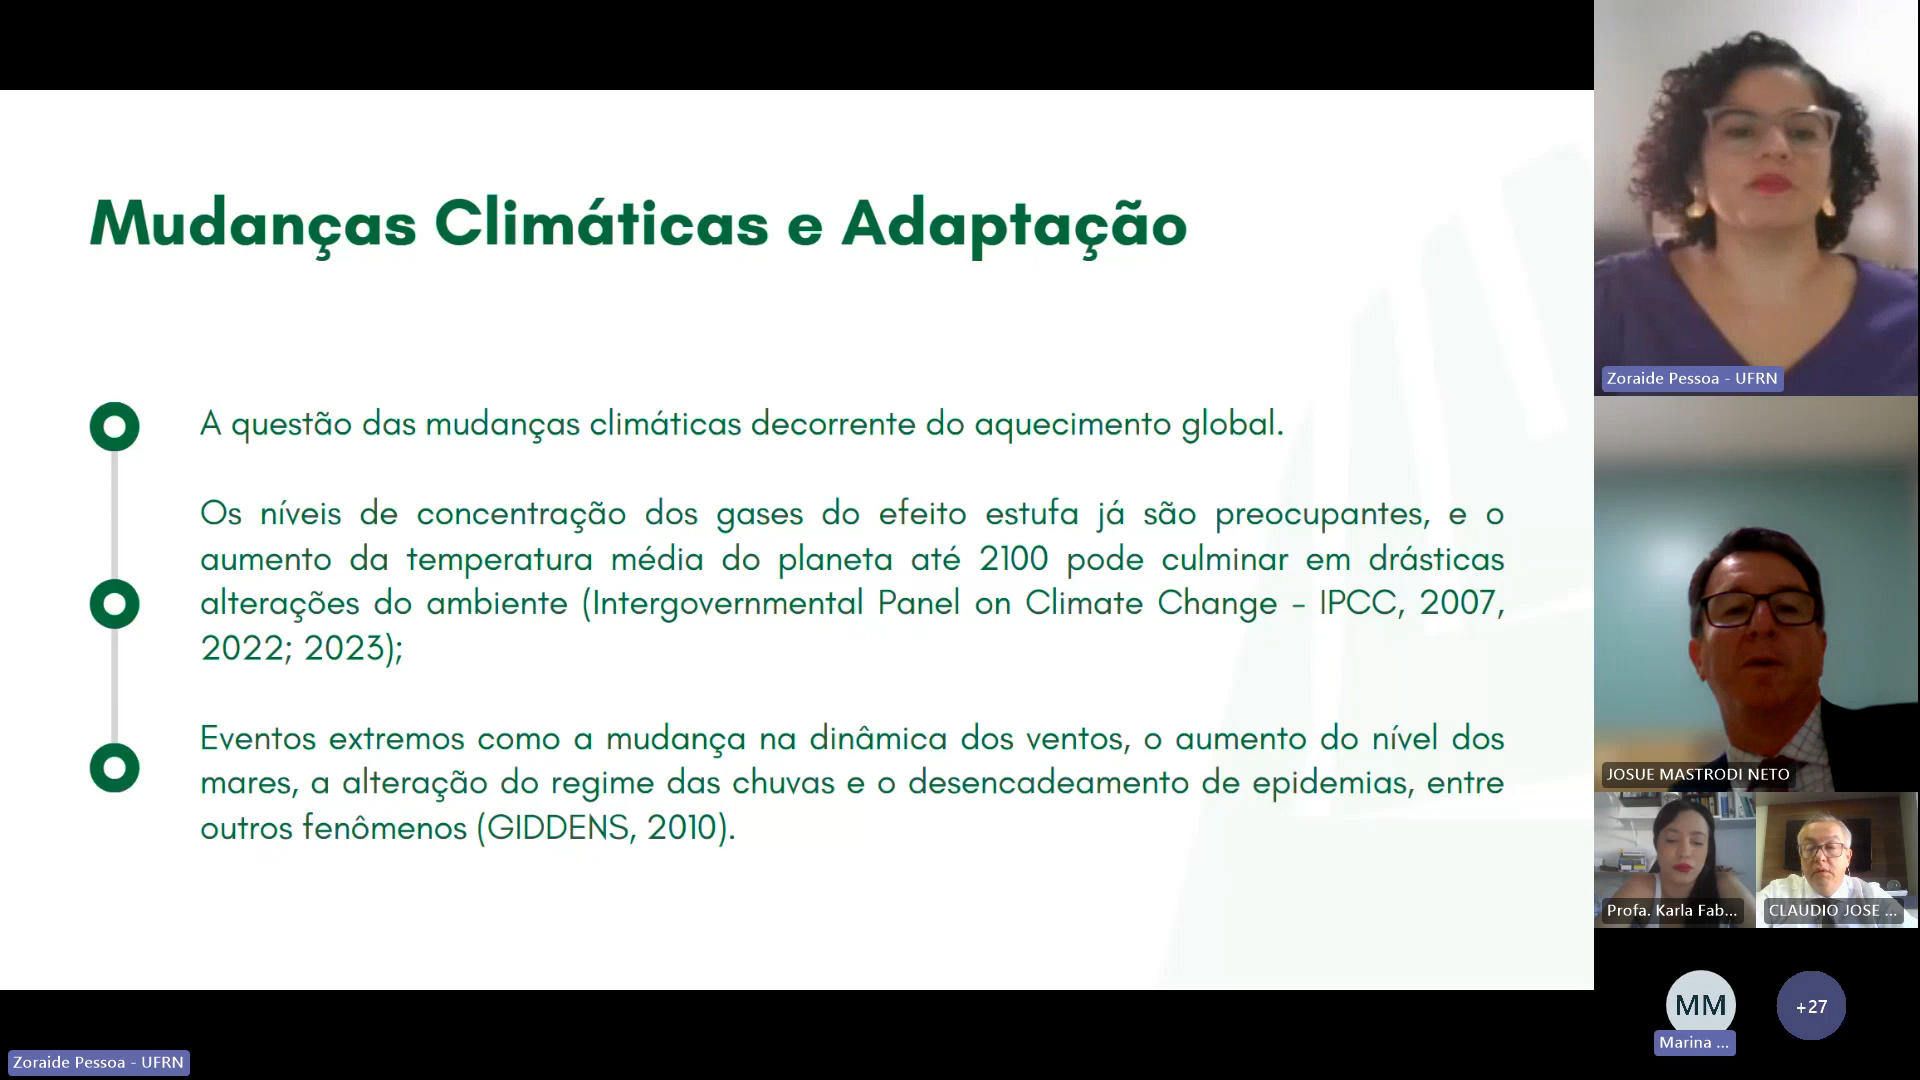 Mudanças Climáticas e Adaptação
A questão das mudanças climáticas decorrente do aquecimento global.
Os níveis de concentração dos gases do efeito estufa já são preocupantes, e o
aumento da temperatura média do planeta até 2100 pode culminar em drásticas
alterações do ambiente (Intergovernmental Panel on Climate Change - IPCC, 2007,
2022; 2023);
Eventos extremos como a mudança na dinâmica dos ventos, o aumento do nível dos
mares, a alteração do regime das chuvas e o desencadeamento de epidemias, entre
outros fenômenos (GIDDENS, 2010).
Zoraide Pessoa - UFRN
JOSUE MASTRODI NETO
Profa. Karla Fab...
CLAUDIO JOSE ...
MM
+27
Marina ...
Zoraide Pessoa - UFRN